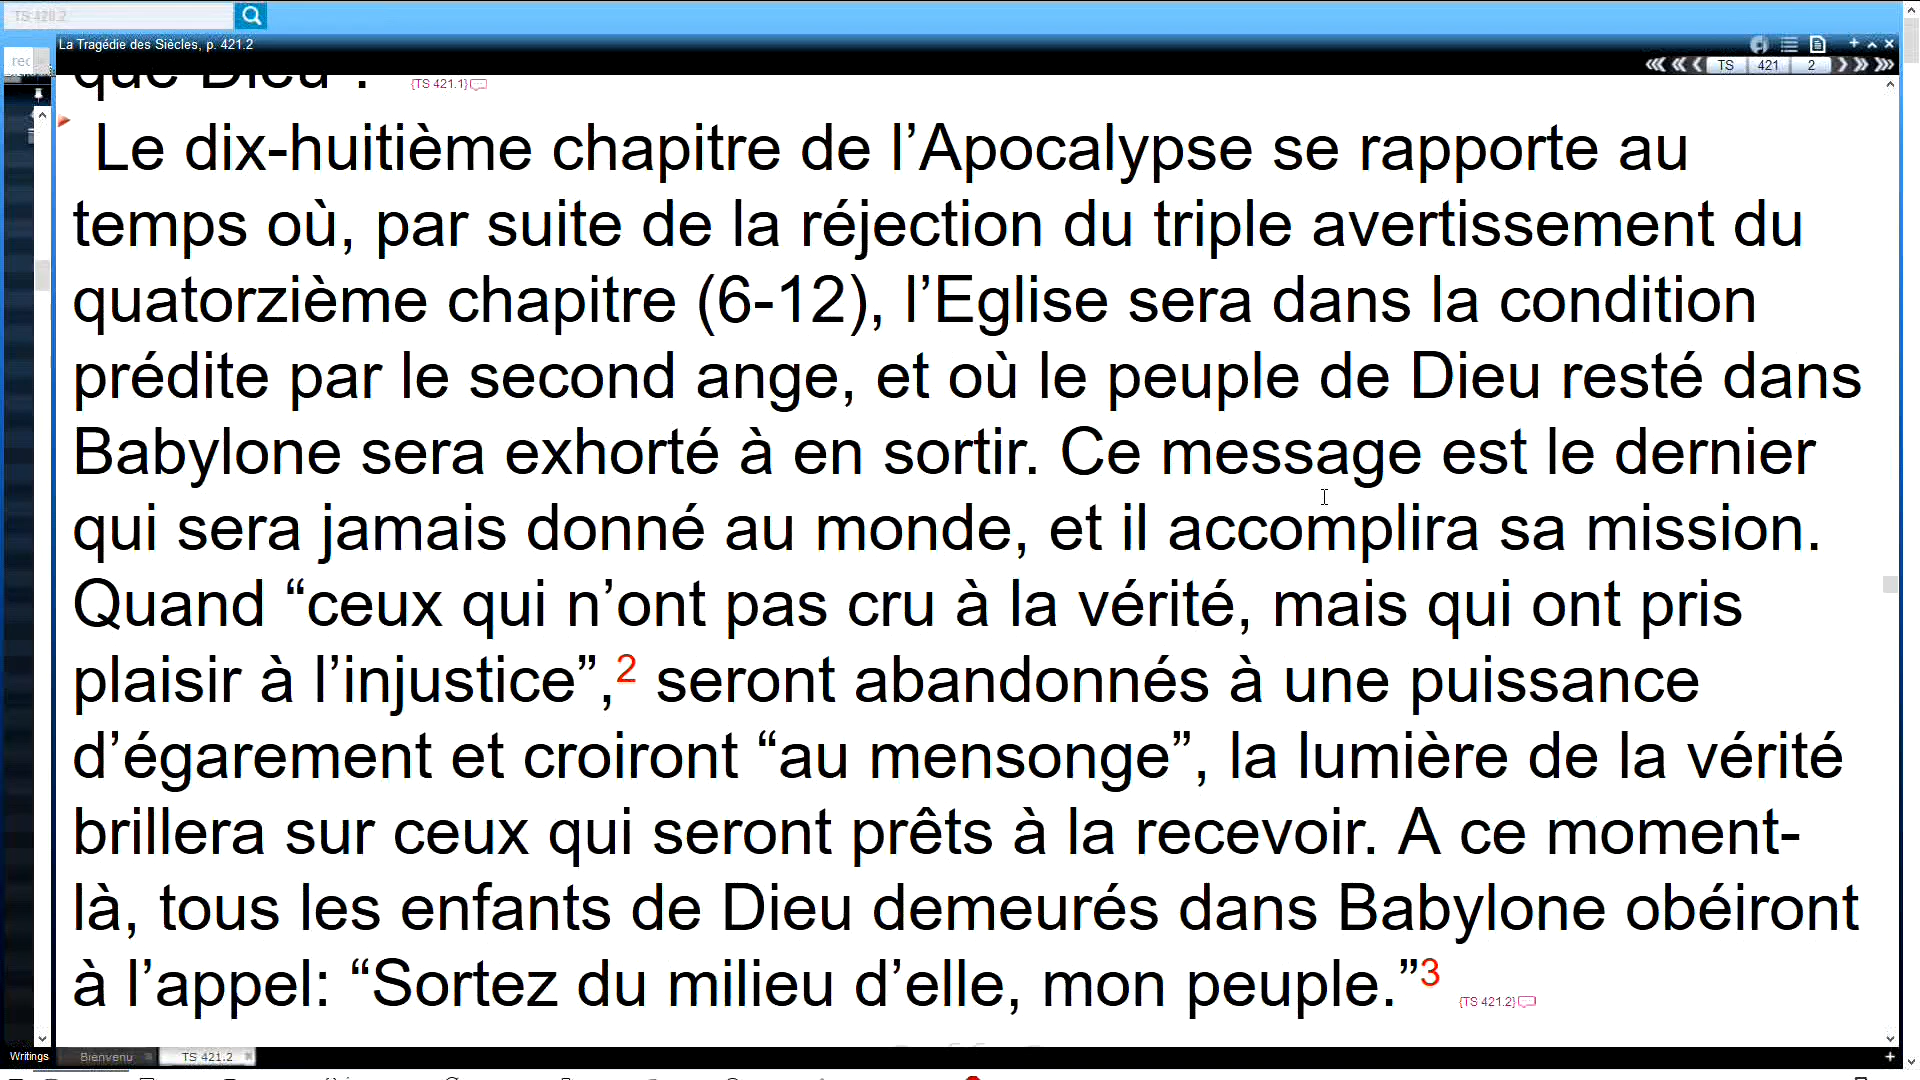 TS 420.2
La Tragédie des Siècles, p. 421.2
rec
TS 421 2
que Dieu". {TS 421.1}
Le dix-huitième chapitre de l’Apocalypse se rapporte au
temps où, par suite de la réjection du triple avertissement du
quatorzième chapitre (6-12), l’Eglise sera dans la condition
prédite par le second ange, et où le peuple de Dieu resté dans
Babylone sera exhorté à en sortir. Ce message est le dernier
qui sera jamais donné au monde, et il accomplira sa mission.
Quand “ceux qui n’ont pas cru à la vérité, mais qui ont pris
plaisir à l’injustice”,2 seront abandonnés à une puissance
d’égarement et croiront “au mensonge”, la lumière de la vérité
brillera sur ceux qui seront prêts à la recevoir. A ce moment-
là, tous les enfants de Dieu demeurés dans Babylone obéiront
à l’appel: “Sortez du milieu d’elle, mon peuple.”3 {TS 421.2}
Writings Bienvenu TS 421.2